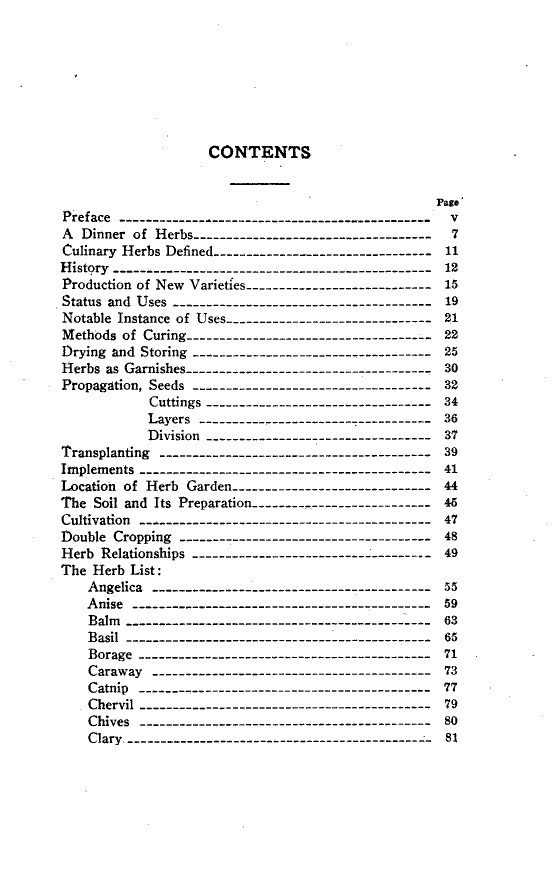 CONTENTS
Page
Preface ---------------------------------------------- v
A Dinner of Herbs------------------------------------ 7
Culinary Herbs Defined-------------------------------- 11
History ----------------------------------------------- 12
Production of New Varieties---------------------------- 15
Status and Uses --------------------------------------- 19
Notable Instance of Uses------------------------------- 21
Methods of Curing------------------------------------- 22
Drying and Storing ------------------------------------ 25
Herbs as Garnishes------------------------------------- 30
Propagation, Seeds ------------------------------------ 32
Cuttings ---------------------------------- 34
Layers ----------------------------------- 36
Division ---------------------------------- 37
Transplanting ---------------------------------------- 39
Implements ------------------------------------------- 41
Location of Herb Garden------------------------------ 44
The Soil and Its Preparation--------------------------- 45
Cultivation ------------------------------------------- 47
Double Cropping -------------------------------------- 48
Herb Relationships ------------------------------------ 49
The Herb List:
Angelica ------------------------------------------ 55
Anise --------------------------------------------- 59
Balm ---------------------------------------------- 63
Basil ---------------------------------------------- 65
Borage -------------------------------------------- 71
Caraway ------------------------------------------ 73
Catnip -------------------------------------------- 77
Chervil -------------------------------------------- 79
Chives -------------------------------------------- 80
Clary ---------------------------------------------- 81